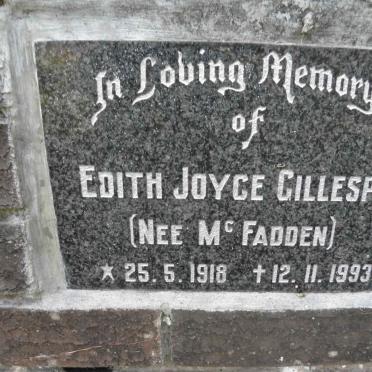 In Loving Memory
of
EDITH JOYCE GILLESP
(NEE Mc FADDEN)
☆ 25.5.1918 ✝ 12.11.1993